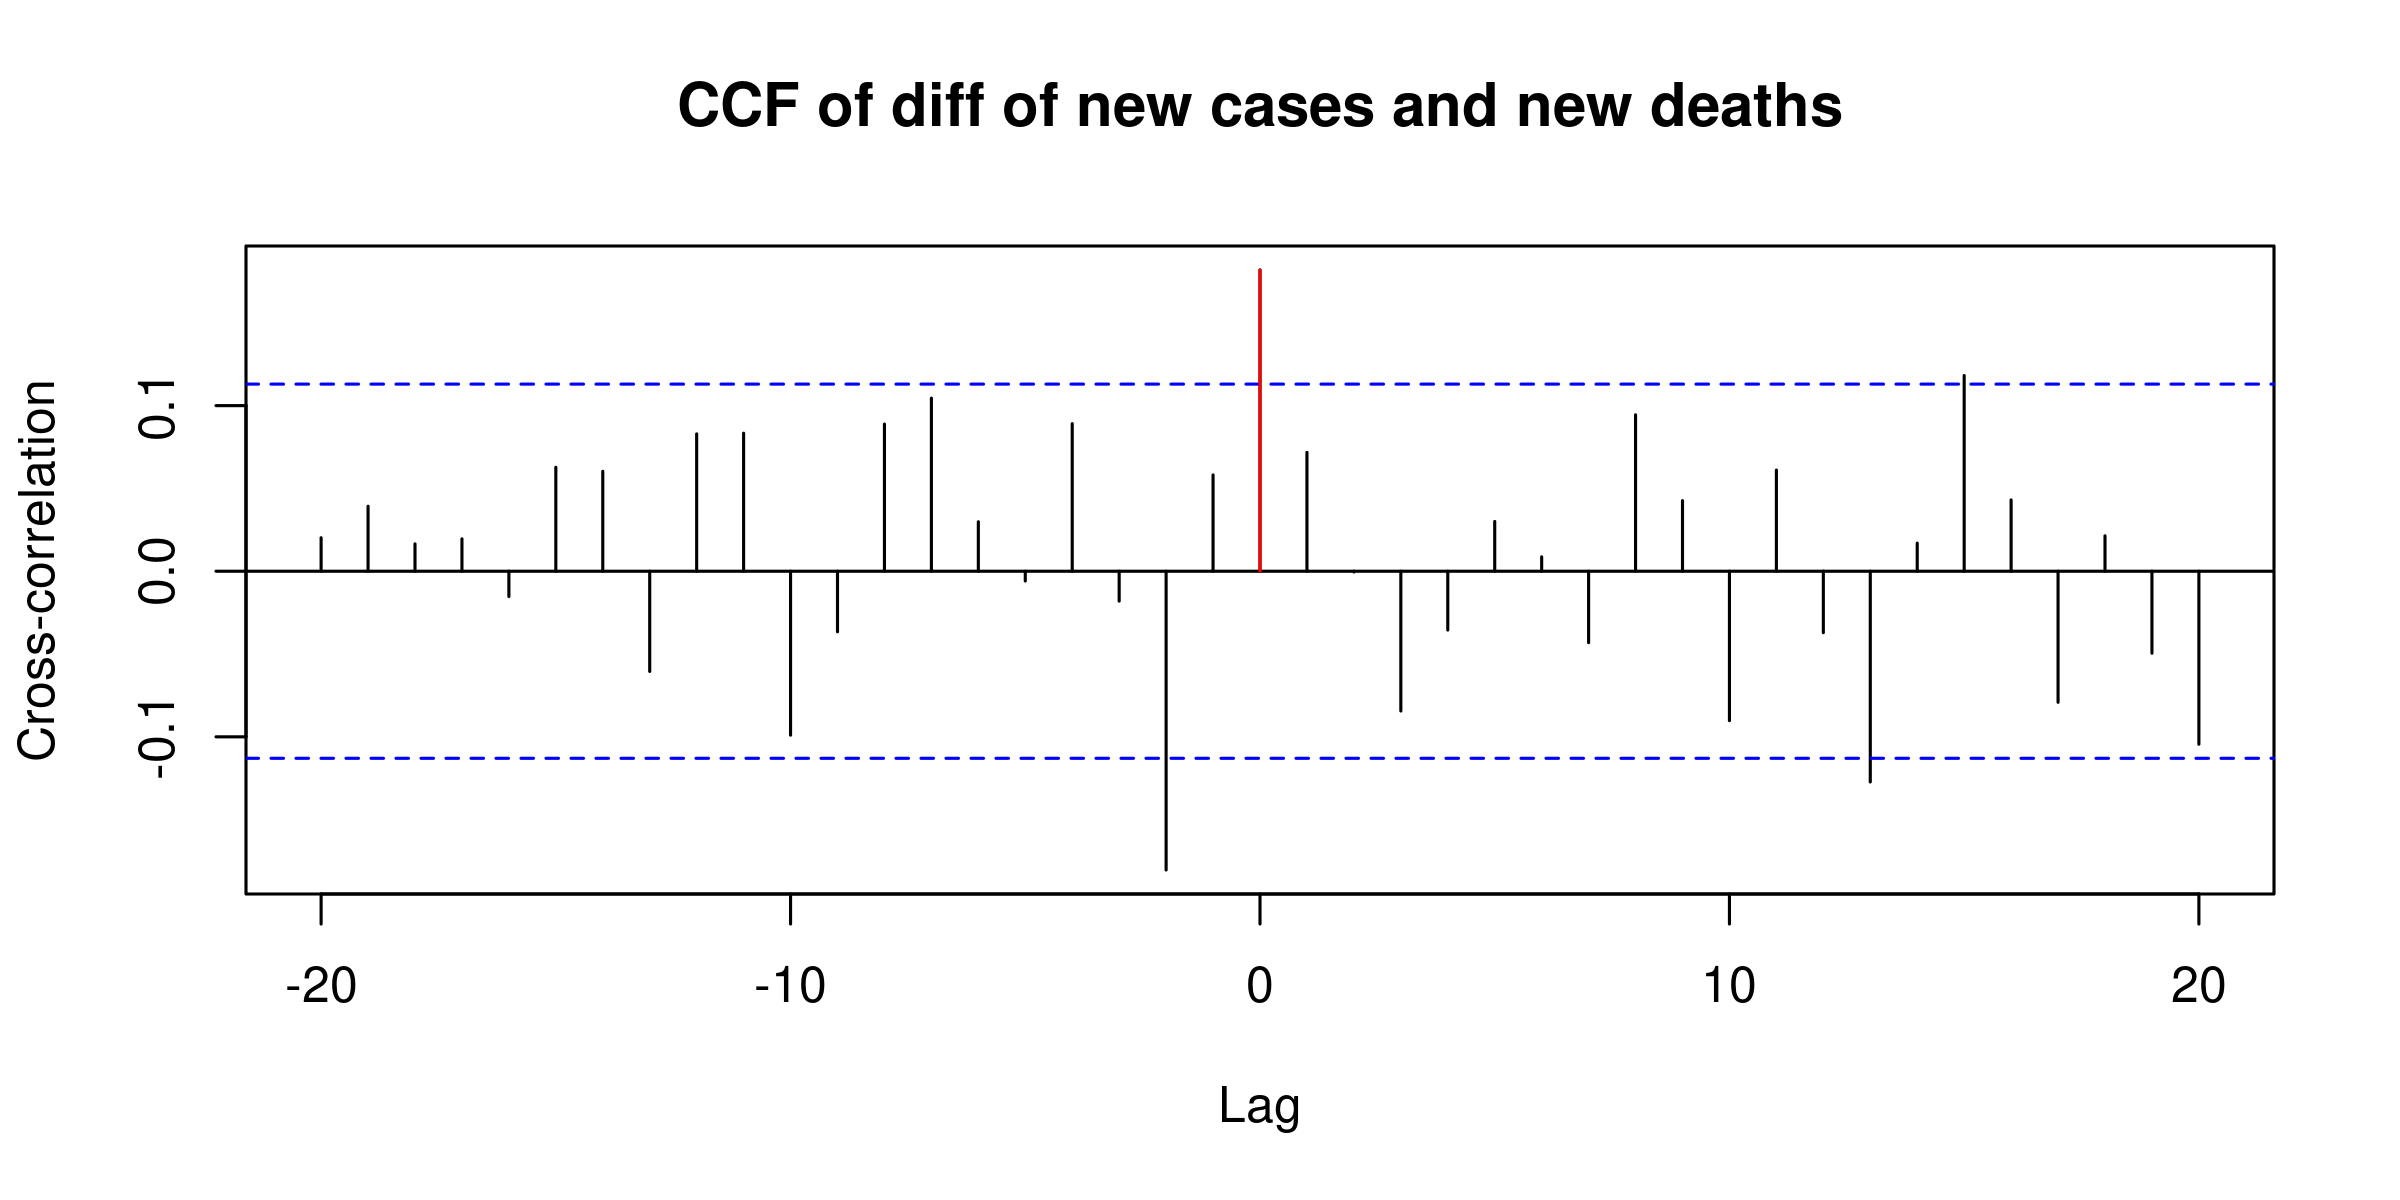 CCF of diff of new cases and new deaths
Cross-correlation
0.1
0.0
-0.1
-20
-10
0
10
20
Lag